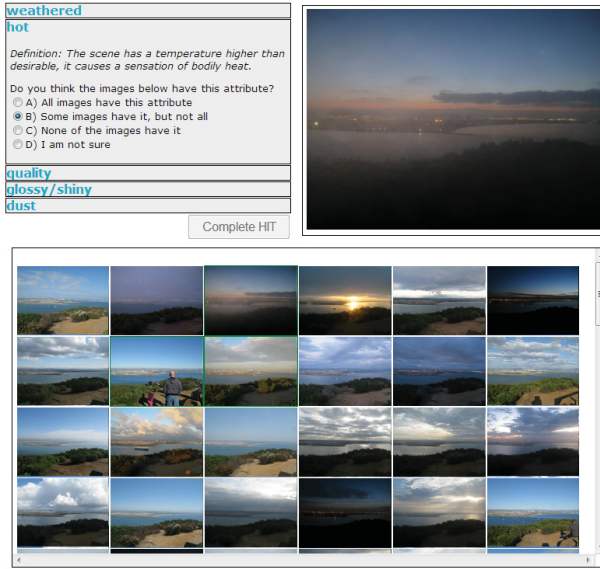 weathered
hot
Definition: The scene has a temperature higher than
desirable, it causes a sensation of bodily heat.
Do you think the images below have this attribute?
A) All images have this attribute
B) Some images have it, but not all
C) None of the images have it
D) I am not sure
quality
glossy/shiny
dust
Complete HIT